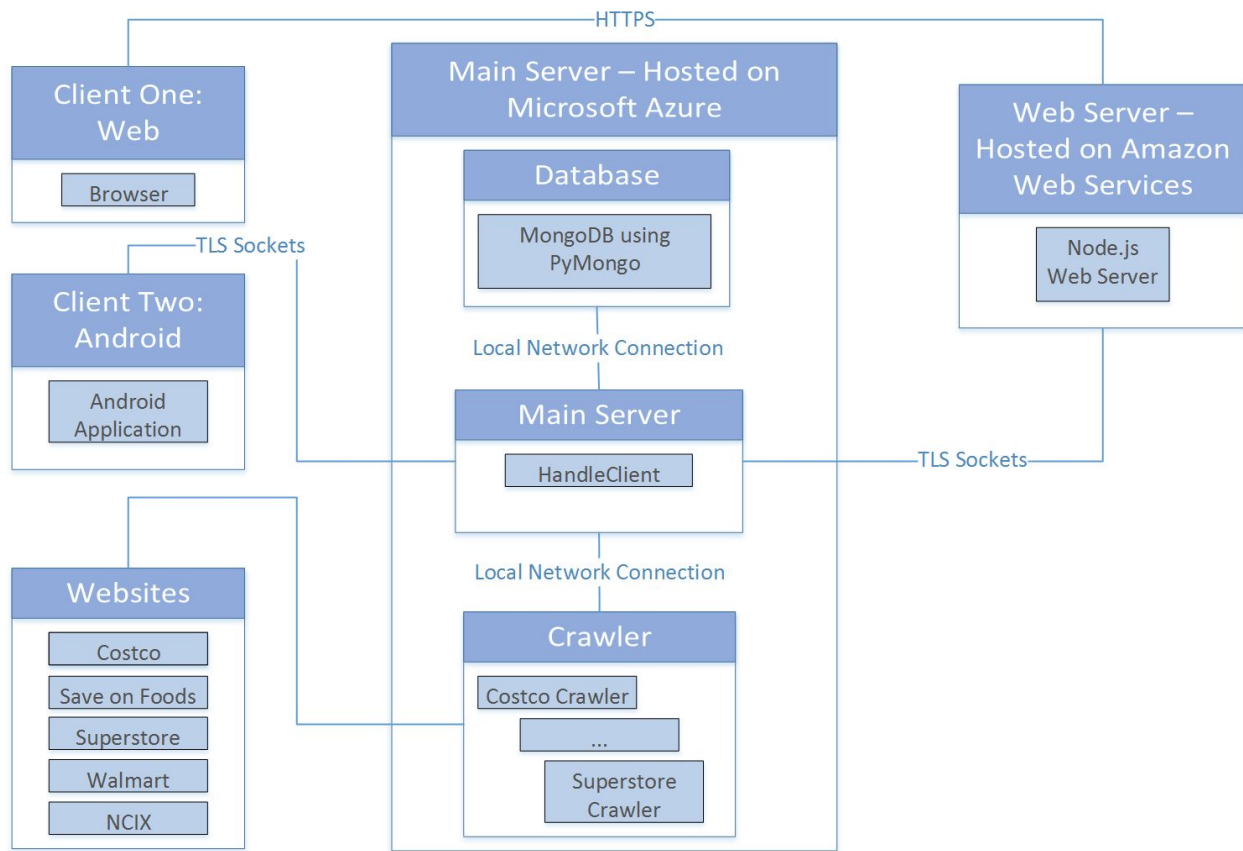 HTTPS
Client One:
Web
Browser
TLS Sockets
Client Two:
Android
Android
Application
Websites
Costco
Save on Foods
Superstore
Walmart
NCIX
Main Server – Hosted on
Microsoft Azure
Database
MongoDB using
PyMongo
Local Network Connection
Main Server
HandleClient
Local Network Connection
Crawler
Costco Crawler
...
Superstore
Crawler
Web Server –
Hosted on Amazon
Web Services
Node.js
Web Server
TLS Sockets